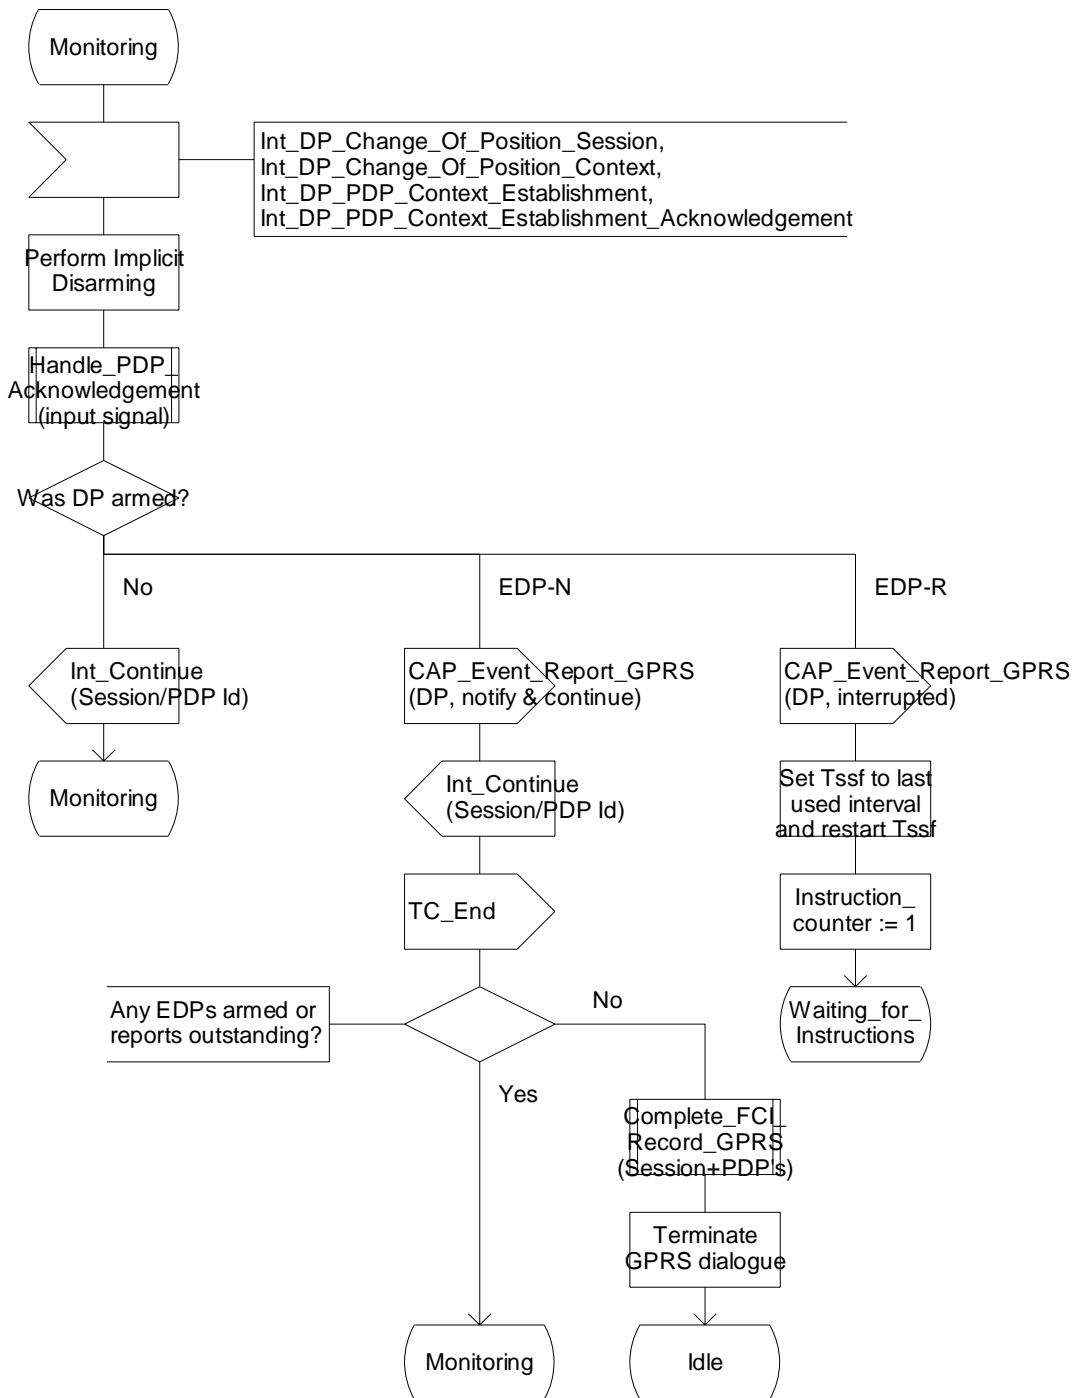 Monitoring
Int_DP_Change_Of_Position_Session,
Int_DP_Change_Of_Position_Context,
Int_DP_PDP_Context_Establishment,
Int_DP_PDP_Context_Establishment_Acknowledgement
Perform Implicit
Disarming
Handle_PDP_
Acknowledgement
(input signal)
Was DP armed?
No
EDP-N
EDP-R
Int_Continue
(Session/PDP Id)
CAP_Event_Report_GPRS
(DP, notify & continue)
CAP_Event_Report_GPRS
(DP, interrupted)
Monitoring
Int_Continue
(Session/PDP Id)
Set Tssf to last
used interval
and restart Tssf
TC_End
Instruction_
counter := 1
Any EDPs armed or
reports outstanding?
No
Yes
Waiting_for_
Instructions
Complete_FCI_
Record_GPRS
(Session+PDP's)
Terminate
GPRS dialogue
Monitoring
Idle